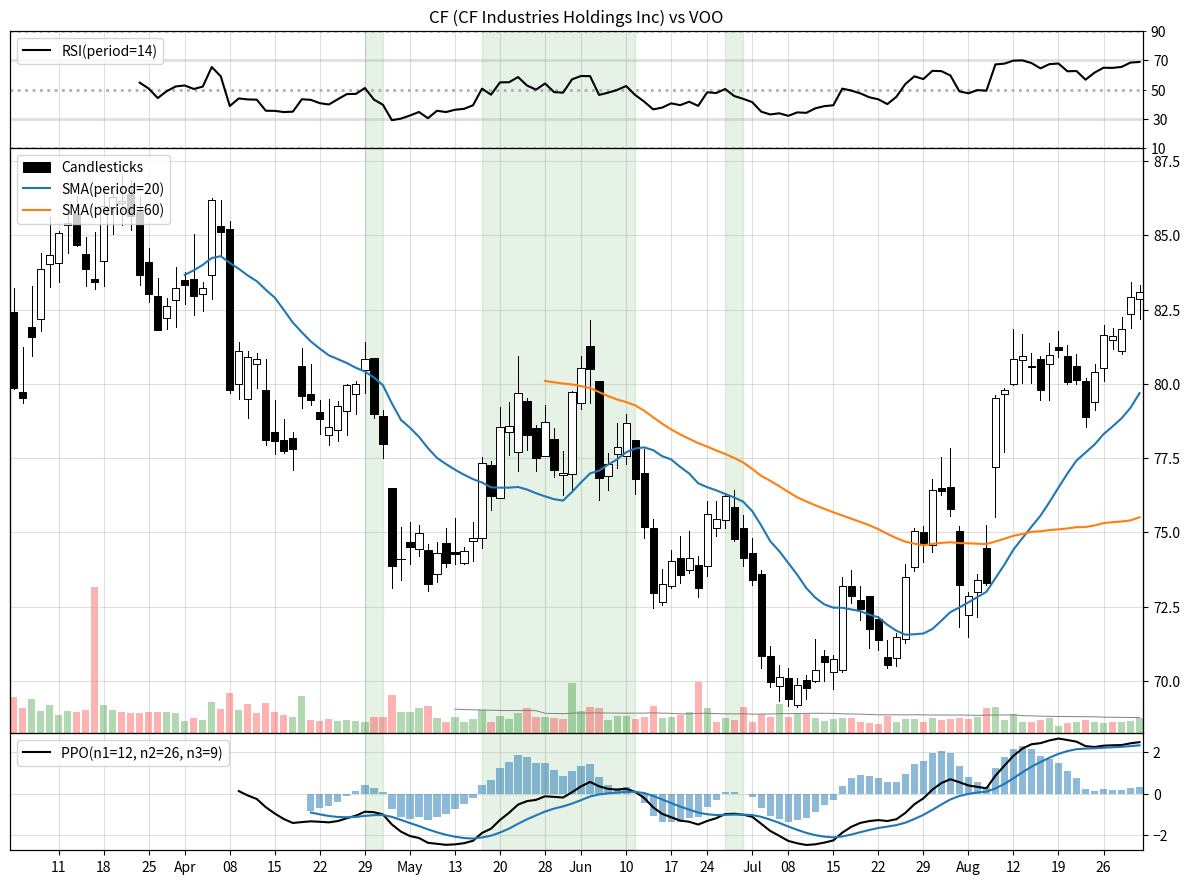 CF (CF Industries Holdings Inc) vs VOO
RSI(period=14)
90
70
50
30
10
Candlesticks
SMA(period=20)
SMA(period=60)
87.5
85.0
82.5
80.0
77.5
75.0
72.5
70.0
PPO(n1=12, n2=26, n3=9)
2
0
−2
11 18 25 Apr 08 15 22 29 May 13 20 28 Jun 10 17 24 Jul 08 15 22 29 Aug 12 19 26